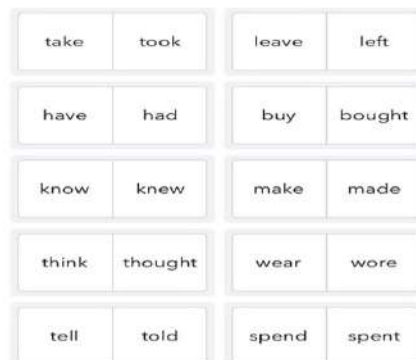 take took leave left
have had buy bought
know knew make made
think thought wear wore
tell told spend spent